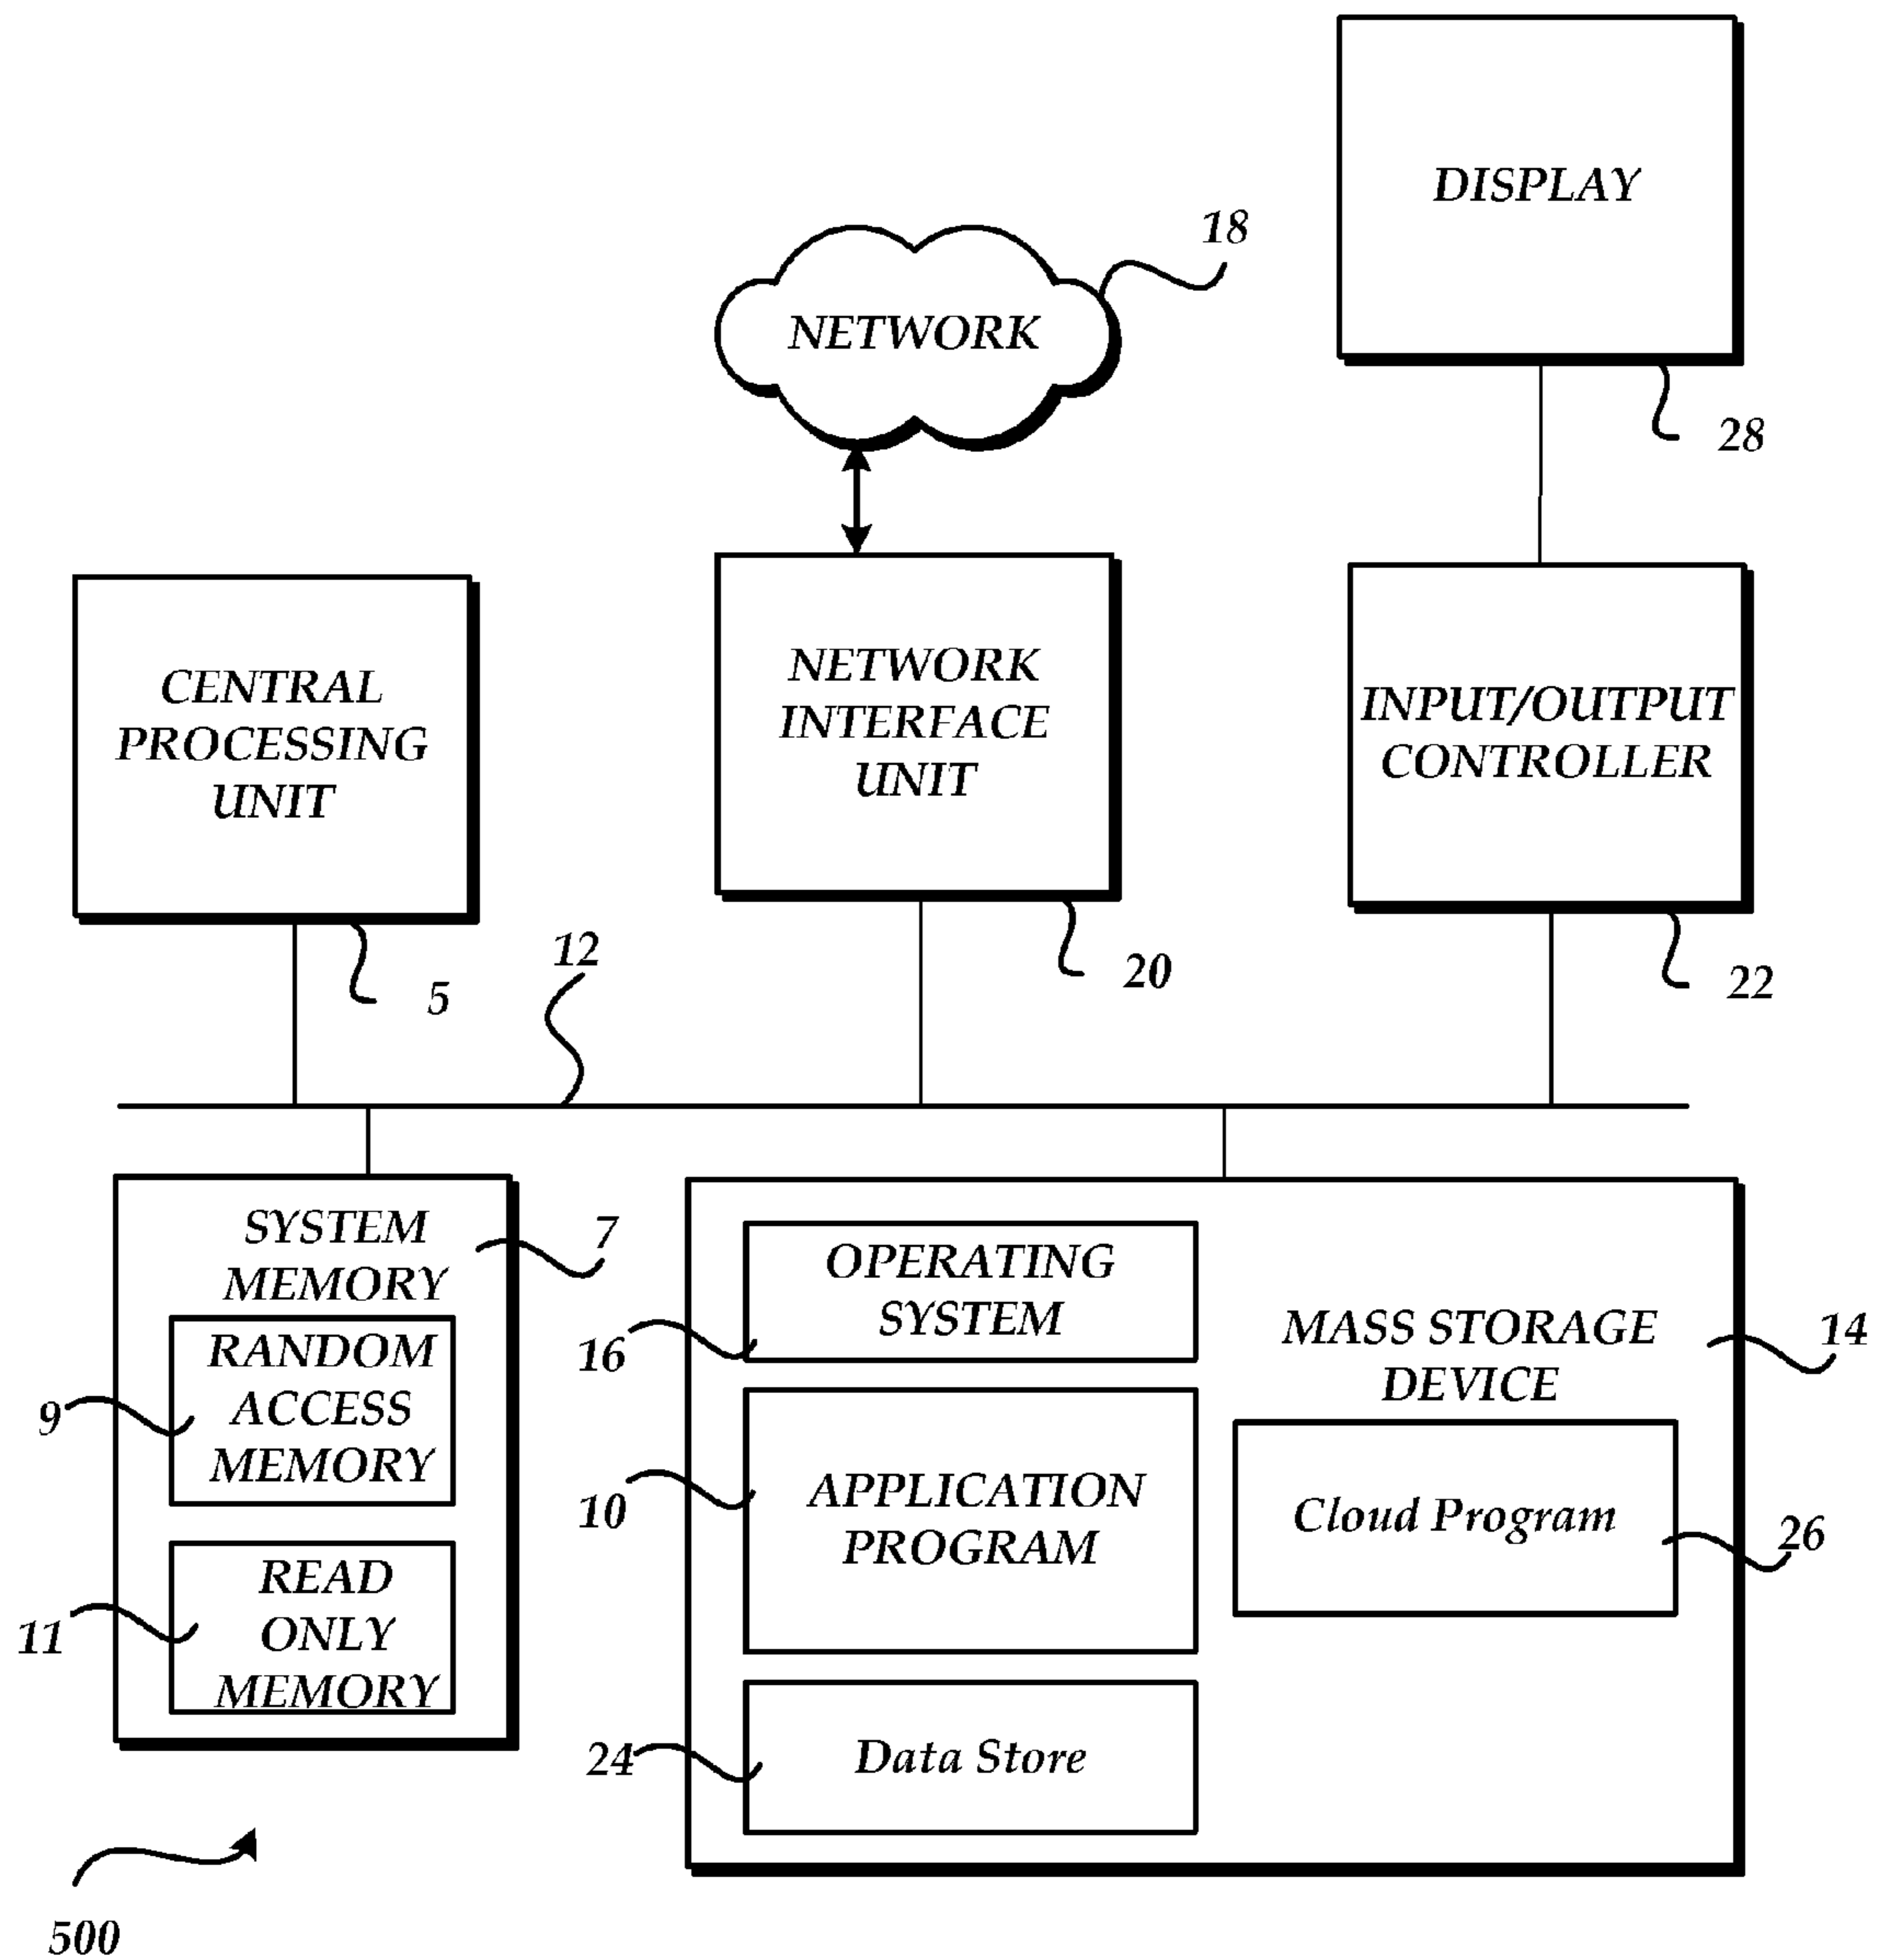 DISPLAY
28
18
NETWORK
CENTRAL
PROCESSING
UNIT
5
NETWORK
INTERFACE
UNIT
20
INPUT/OUTPUT
CONTROLLER
22
12
SYSTEM
MEMORY
7
RANDOM
ACCESS
MEMORY
9
READ
ONLY
MEMORY
11
OPERATING
SYSTEM
16
MASS STORAGE
DEVICE
14
APPLICATION
PROGRAM
10
Cloud Program
26
Data Store
24
500